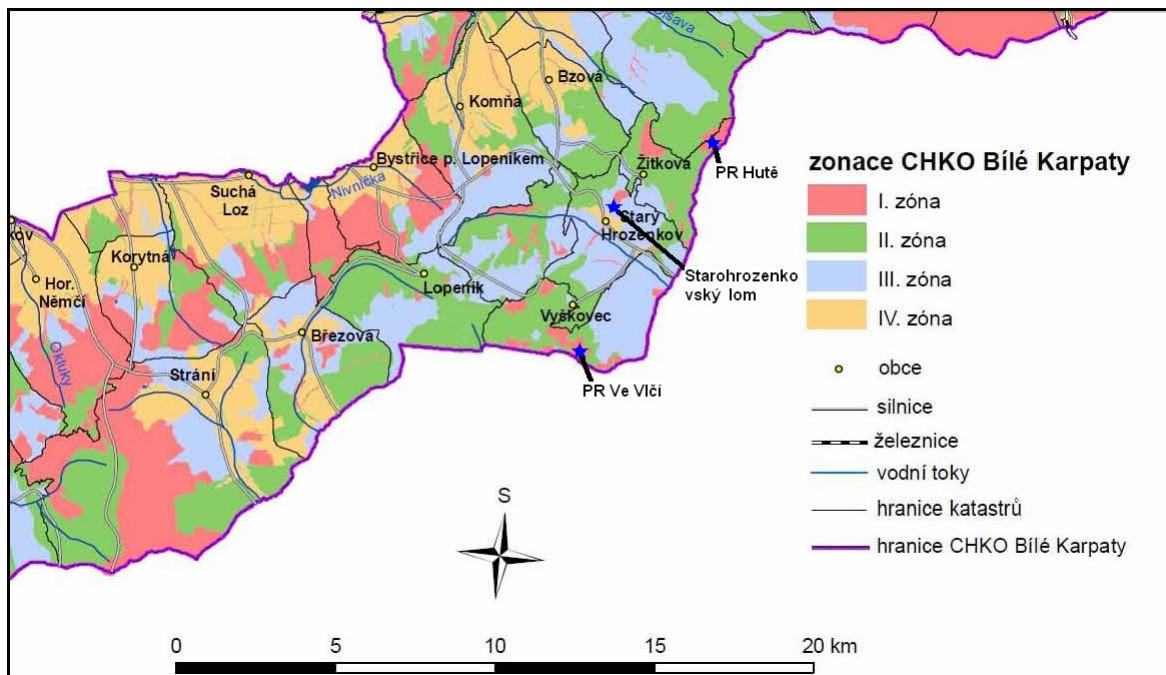 Olšava
Bzová
Komňa
Žitková
PR Hutě
Bystřice p. Lopeníkem
Nivnička
Suchá
Loz
Starý
Hrozenkov
Starohrozenko
vský lom
Korytná
Hor.
Němčí
Lopeník
Vyškovec
Březová
Okluky
Strání
PR Ve Vlčí
zonace CHKO Bílé Karpaty
I. zóna
II. zóna
III. zóna
IV. zóna
obce
silnice
železnice
vodní toky
hranice katastrů
hranice CHKO Bílé Karpaty
S
0 5 10 15 20 km